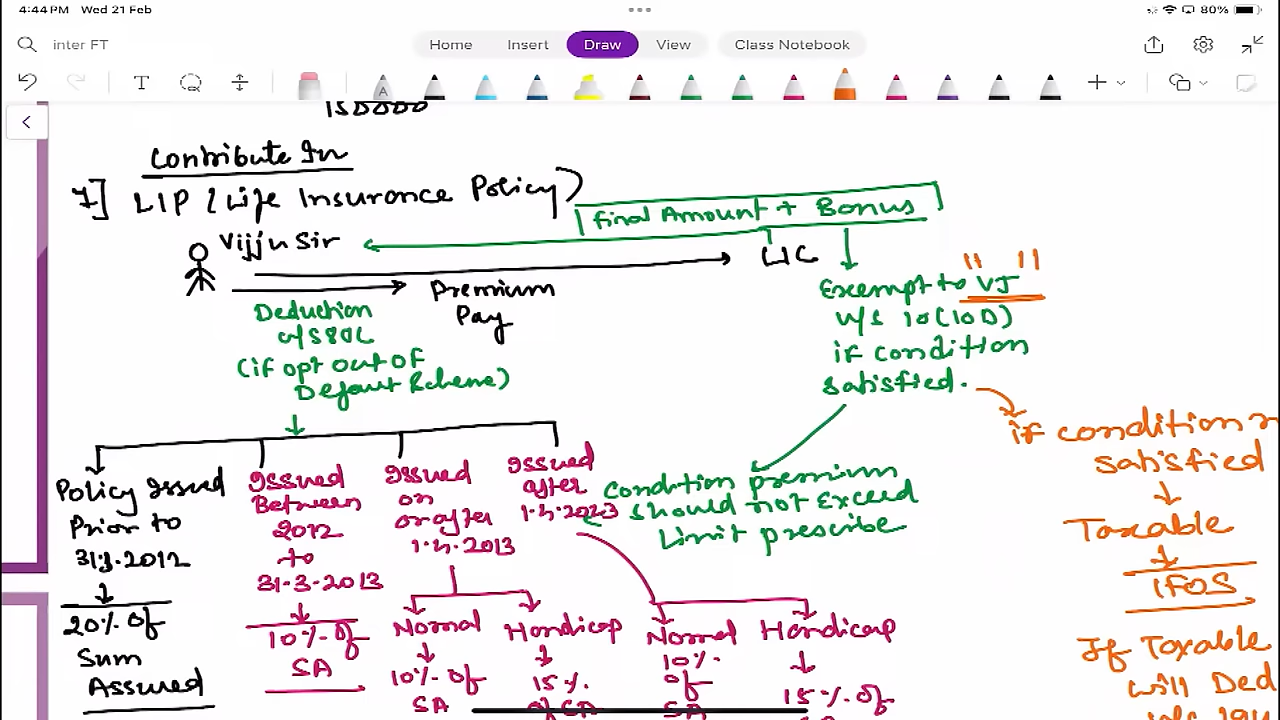 4:44 PM Wed 21 Feb
80%
inter FT
Home Insert Draw View Class Notebook
150000
Contribute In
7] LIP (Life Insurance Policy)
final Amount + Bonus
Vijju Sir
LIC
Premium
Pay
Deduction
u/s 80C
(if opt out of
Default Scheme)
Exempt to "VJ"
u/s 10(10D)
if condition
satisfied.
if condition n
satisfied
Taxable
IFOS
If Taxable
will Ded
Condition premium
should not Exceed
Limit prescribe
Policy Issued
Prior to
31.3.2012
20% of
Sum
Assured
Issued
Between
2012
to
31-3-2013
10% of
SA
Issued
on
or after
1.4.2013
Normal
10% of
SA
Handicap
15%
of SA
Issued
after
1.4.2023
Normal
10%
of
SA
Handicap
15% of